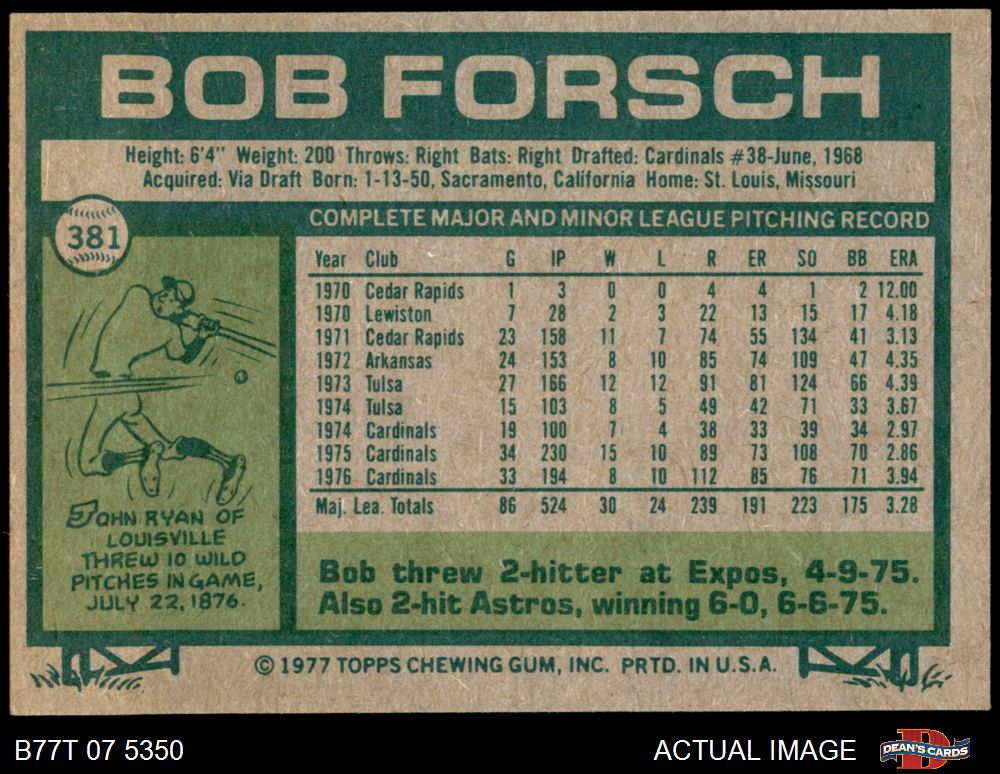 BOB FORSCH
Height: 6'4" Weight: 200 Throws: Right Bats: Right Drafted: Cardinals #38-June, 1968
Acquired: Via Draft Born: 1-13-50, Sacramento, California Home: St. Louis, Missouri
381
COMPLETE MAJOR AND MINOR LEAGUE PITCHING RECORD
Year Club G IP W L R ER SO BB ERA
1970 Cedar Rapids 1 3 0 0 4 4 1 2 12.00
1970 Lewiston 7 28 2 3 22 13 15 17 4.18
1971 Cedar Rapids 23 158 11 7 74 55 134 41 3.13
1972 Arkansas 24 153 8 10 85 74 109 47 4.35
1973 Tulsa 27 166 12 12 91 81 124 66 4.39
1974 Tulsa 15 103 8 5 49 42 71 33 3.67
1974 Cardinals 19 100 7 4 38 33 39 34 2.97
1975 Cardinals 34 230 15 10 89 73 108 70 2.86
1976 Cardinals 33 194 8 10 112 85 76 71 3.94
Maj. Lea. Totals 86 524 30 24 239 191 223 175 3.28
JOHN RYAN OF
LOUISVILLE
THREW 10 WILD
PITCHES IN GAME,
JULY 22, 1876.
Bob threw 2-hitter at Expos, 4-9-75.
Also 2-hit Astros, winning 6-0, 6-6-75.
© 1977 TOPPS CHEWING GUM, INC. PRTD. IN U.S.A.
B77T 07 5350
ACTUAL IMAGE
DEAN'S CARDS